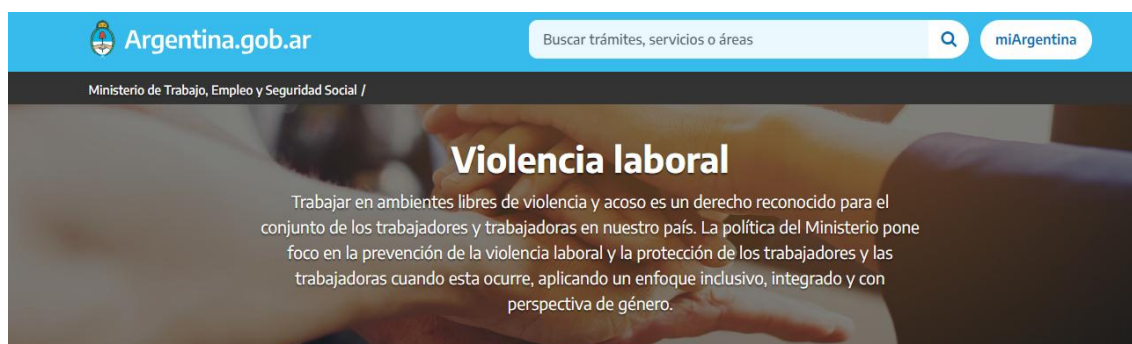 Argentina.gob.ar
Buscar trámites, servicios o áreas
miArgentina
Ministerio de Trabajo, Empleo y Seguridad Social /
Violencia laboral
Trabajar en ambientes libres de violencia y acoso es un derecho reconocido para el
conjunto de los trabajadores y trabajadoras en nuestro país. La política del Ministerio pone
foco en la prevención de la violencia laboral y la protección de los trabajadores y las
trabajadoras cuando esta ocurre, aplicando un enfoque inclusivo, integrado y con
perspectiva de género.